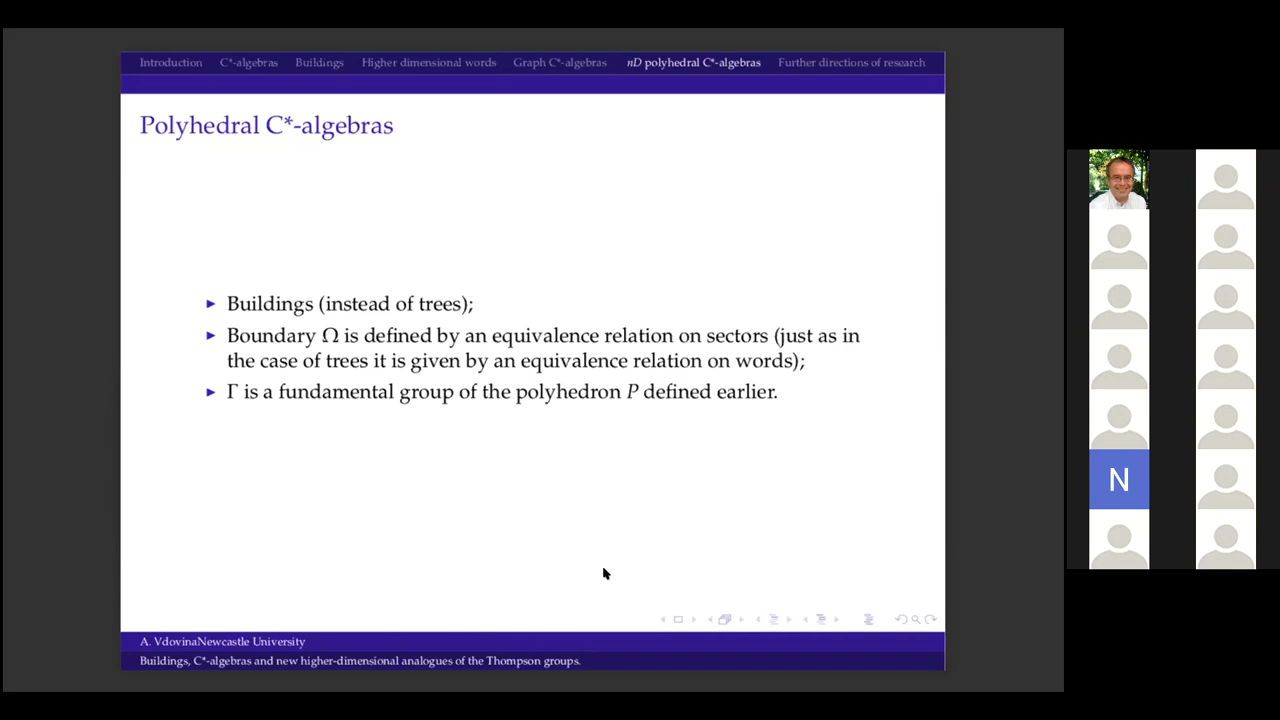 Introduction C*-algebras Buildings Higher dimensional words Graph C*-algebras nD polyhedral C*-algebras Further directions of research
Polyhedral C*-algebras
▶ Buildings (instead of trees);
▶ Boundary Ω is defined by an equivalence relation on sectors (just as in
the case of trees it is given by an equivalence relation on words);
▶ Γ is a fundamental group of the polyhedron P defined earlier.
N
A. VdovinaNewcastle University
Buildings, C*-algebras and new higher-dimensional analogues of the Thompson groups.